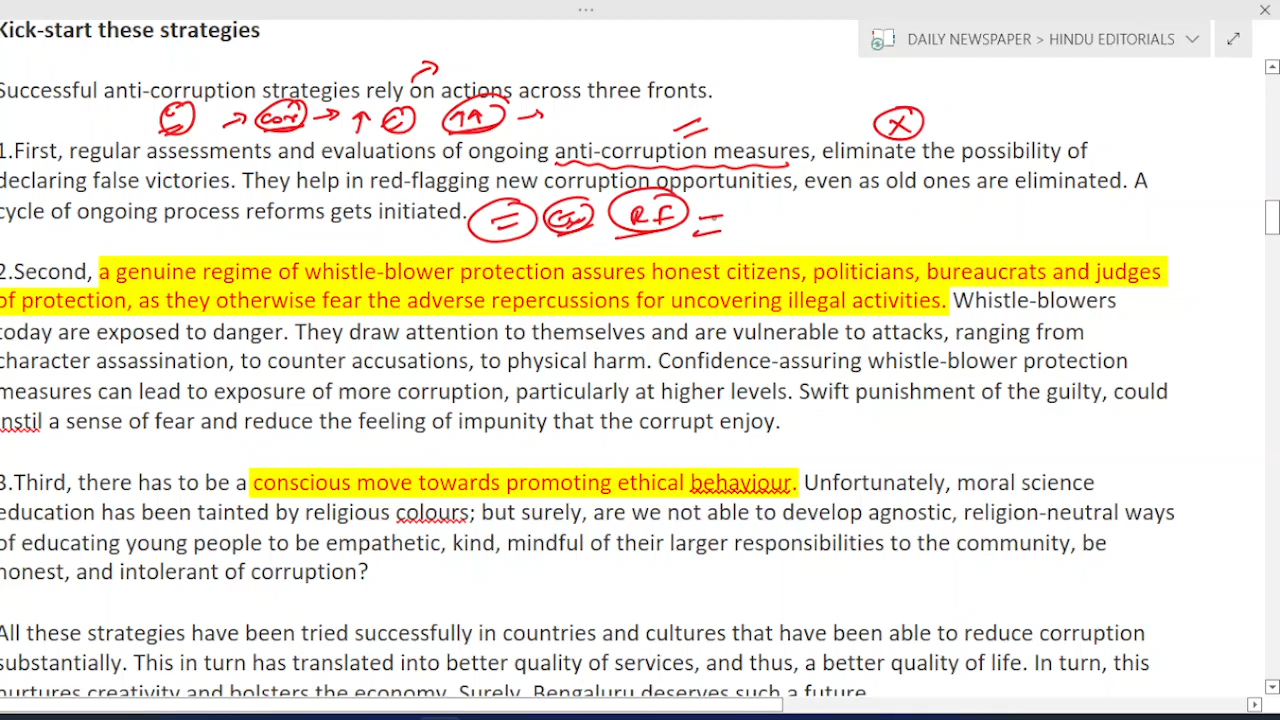 Kick-start these strategies
DAILY NEWSPAPER > HINDU EDITORIALS
Successful anti-corruption strategies rely on actions across three fronts.
1.First, regular assessments and evaluations of ongoing anti-corruption measures, eliminate the possibility of
declaring false victories. They help in red-flagging new corruption opportunities, even as old ones are eliminated. A
cycle of ongoing process reforms gets initiated.
RF
2.Second, a genuine regime of whistle-blower protection assures honest citizens, politicians, bureaucrats and judges
of protection, as they otherwise fear the adverse repercussions for uncovering illegal activities. Whistle-blowers
today are exposed to danger. They draw attention to themselves and are vulnerable to attacks, ranging from
character assassination, to counter accusations, to physical harm. Confidence-assuring whistle-blower protection
measures can lead to exposure of more corruption, particularly at higher levels. Swift punishment of the guilty, could
instil a sense of fear and reduce the feeling of impunity that the corrupt enjoy.
3.Third, there has to be a conscious move towards promoting ethical behaviour. Unfortunately, moral science
education has been tainted by religious colours; but surely, are we not able to develop agnostic, religion-neutral ways
of educating young people to be empathetic, kind, mindful of their larger responsibilities to the community, be
honest, and intolerant of corruption?
All these strategies have been tried successfully in countries and cultures that have been able to reduce corruption
substantially. This in turn has translated into better quality of services, and thus, a better quality of life. In turn, this
nurtures creativity and bolsters the economy. Surely, Bengaluru deserves such a future.